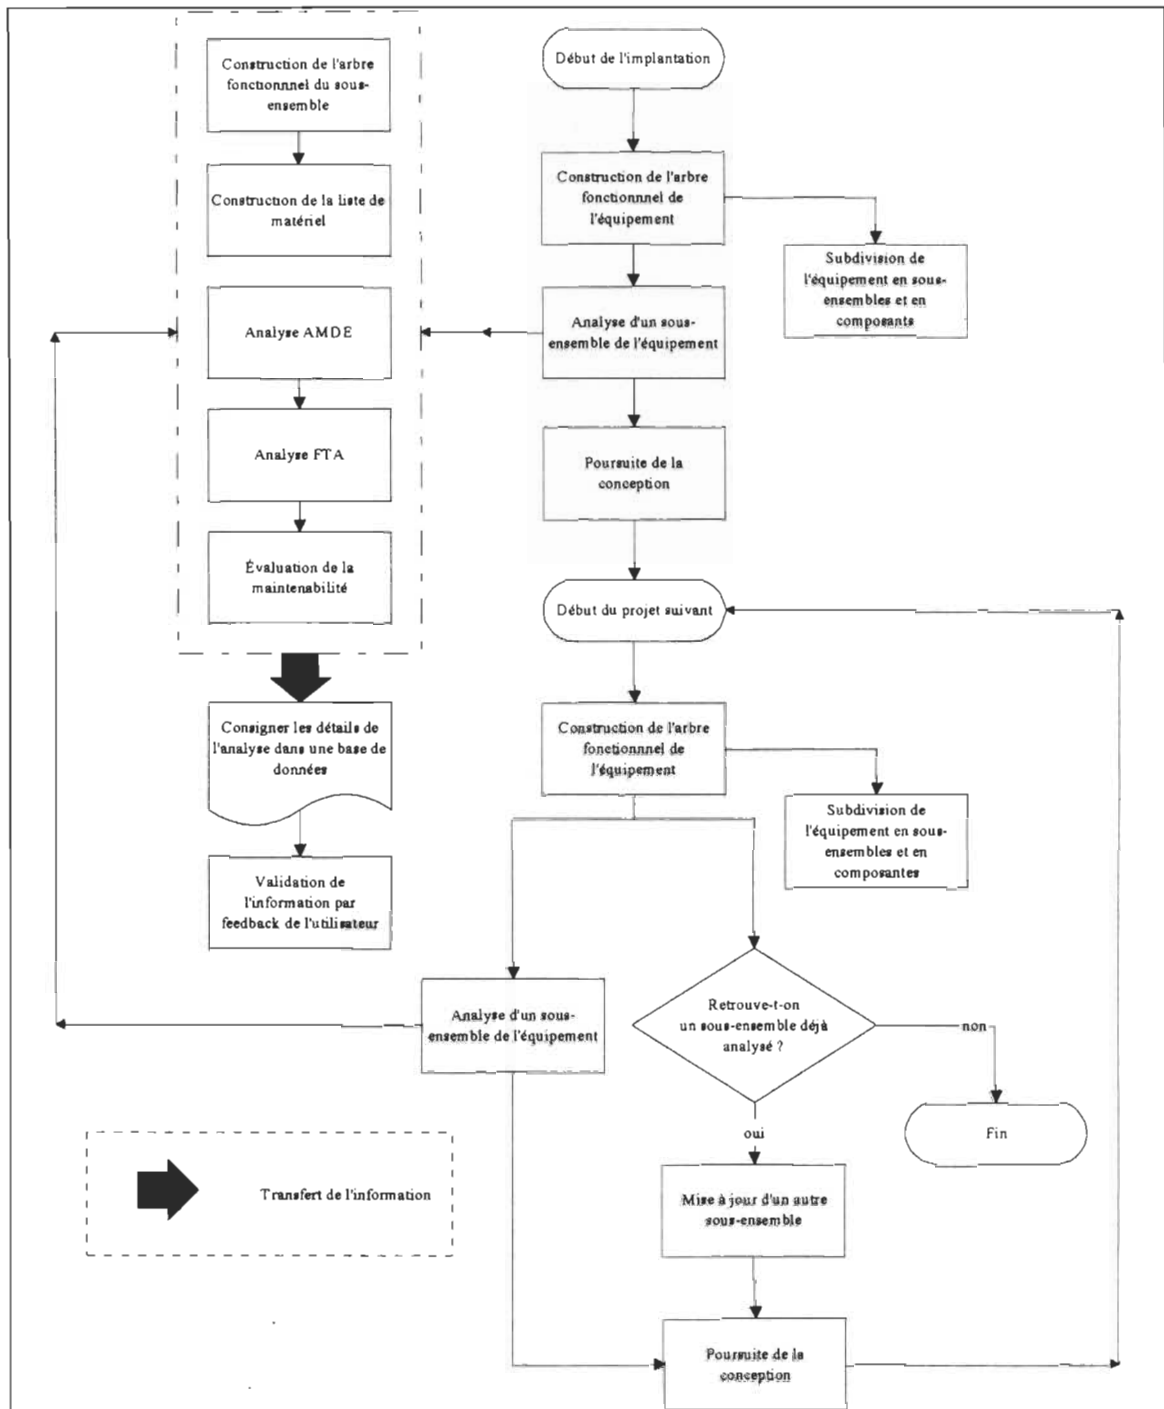 Construction de l'arbre
fonctionnnel du sous-
ensemble
Construction de la liste de
matériel
Analyse AMDE
Analyse FTA
Évaluation de la
maintenabilité
Consigner les détails de
l'analyse dans une base de
données
Validation de
l'information par
feedback de l'utilisateur
Début de l'implantation
Construction de l'arbre
fonctionnnel de
l'équipement
Subdivision de
l'équipement en sous-
ensembles et en
composants
Analyse d'un sous-
ensemble de l'équipement
Poursuite de la
conception
Début du projet suivant
Construction de l'arbre
fonctionnnel de
l'équipement
Subdivision de
l'équipement en sous-
ensembles et en
composantes
Analyse d'un sous-
ensemble de l'équipement
Retrouve-t-on
un sous-ensemble déjà
analysé ?
non
Fin
oui
Mise à jour d'un autre
sous-ensemble
Poursuite de la
conception
Transfert de l'information